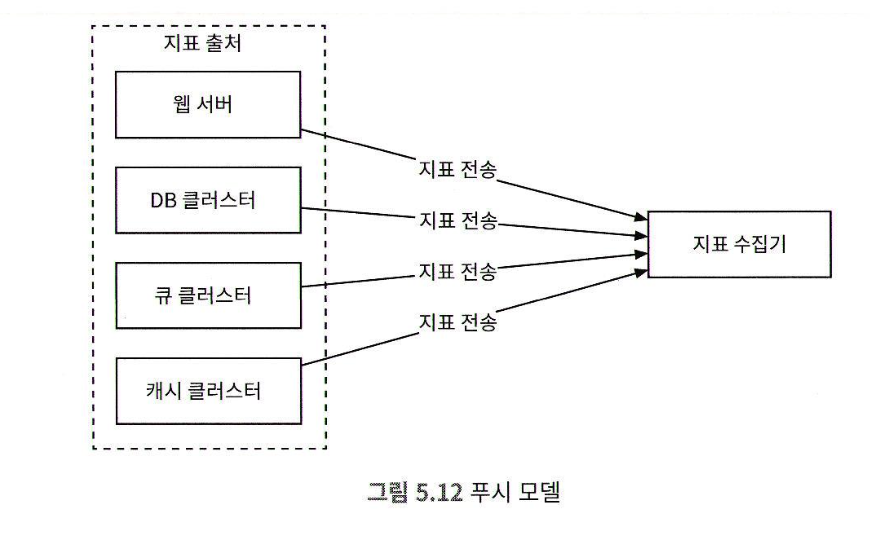 지표 출처
웹 서버
DB 클러스터
큐 클러스터
캐시 클러스터
지표 전송
지표 전송
지표 전송
지표 전송
지표 수집기
그림 5.12 푸시 모델